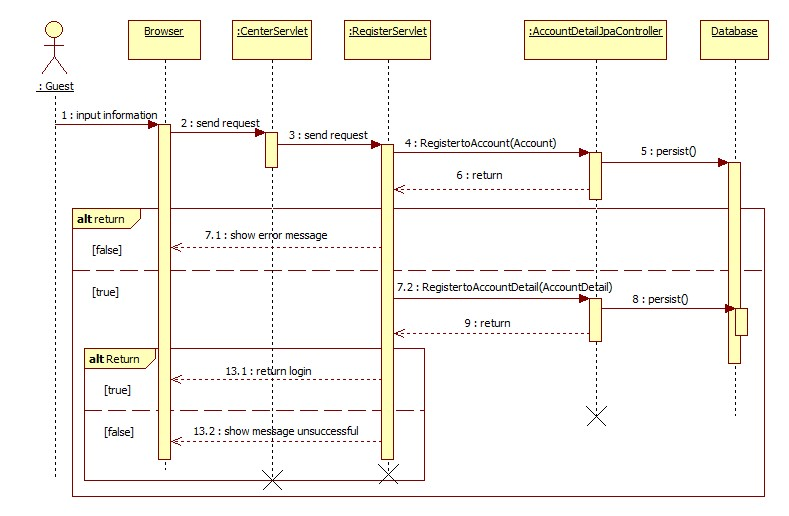 Browser
:CenterServlet
:RegisterServlet
:AccountDetailJpaController
Database
: Guest
1 : input information
2 : send request
3 : send request
4 : RegistertoAccount(Account)
5 : persist()
6 : return
alt return
7.1 : show error message
[false]
[true]
7.2 : RegistertoAccountDetail(AccountDetail)
8 : persist()
9 : return
alt Return
13.1 : return login
[true]
[false]
13.2 : show message unsuccessful